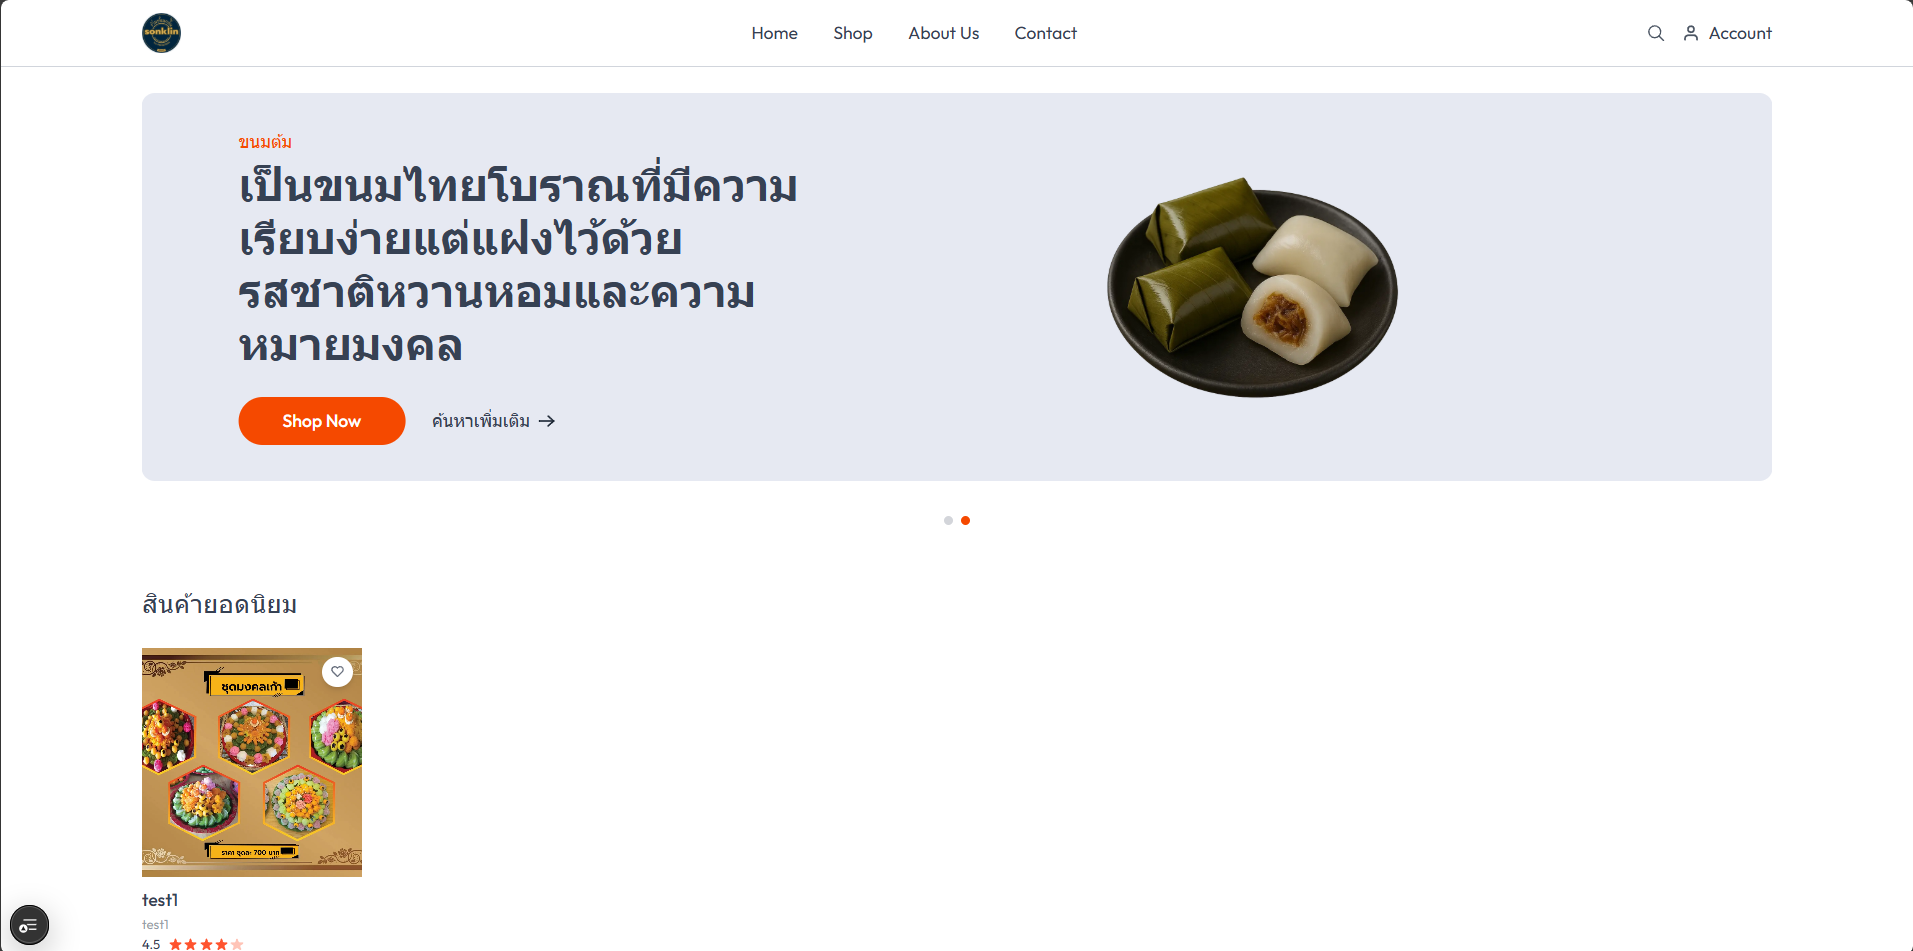 sonklin
Home
Shop
About Us
Contact
Account
ขนมต้ม
เป็นขนมไทยโบราณที่มีความ
เรียบง่ายแต่แฝงไว้ด้วย
รสชาติหวานหอมและความ
หมายมงคล
Shop Now
ค้นหาเพิ่มเติม →
สินค้ายอดนิยม
ชุดมงคลเก้า
ราคา ชุดละ 700 บาท
test1
test1
4.5